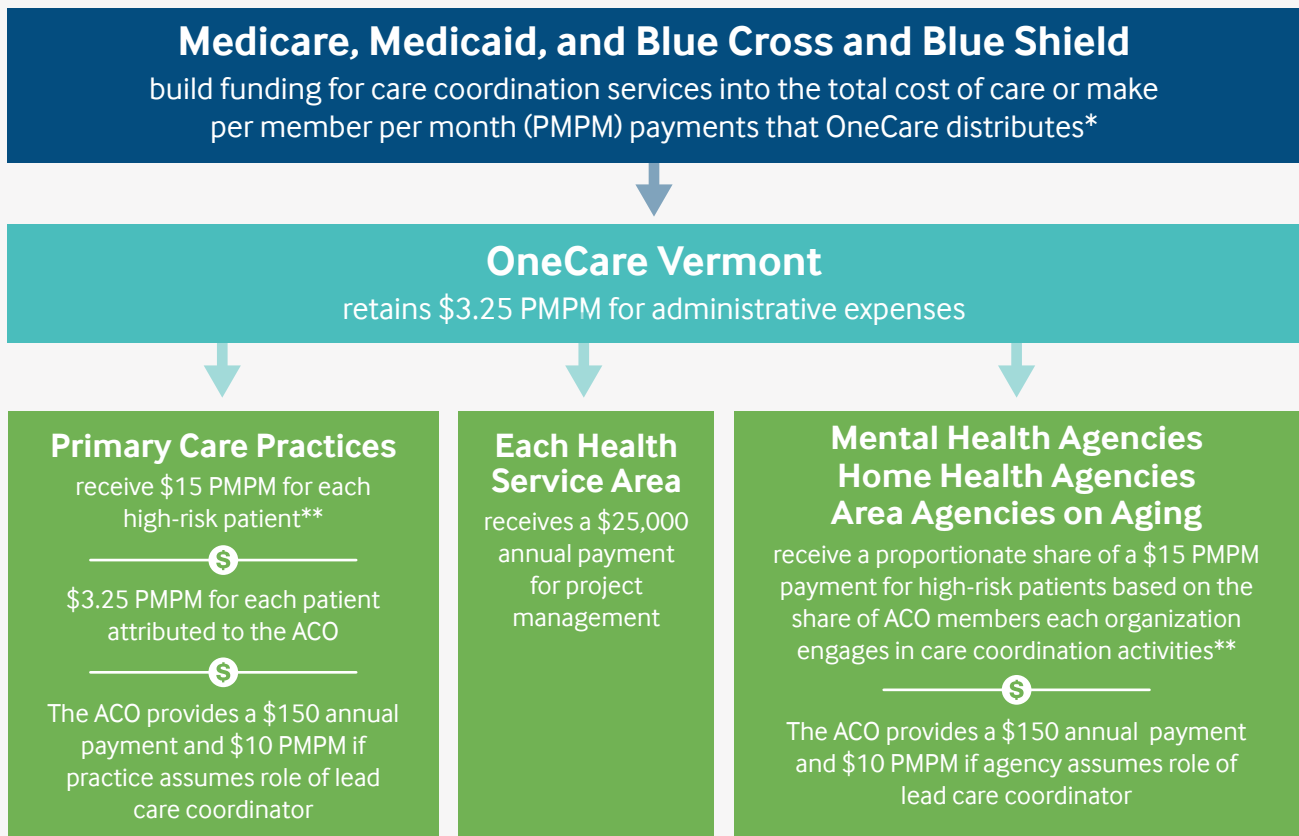 Medicare, Medicaid, and Blue Cross and Blue Shield
build funding for care coordination services into the total cost of care or make
per member per month (PMPM) payments that OneCare distributes*
OneCare Vermont
retains $3.25 PMPM for administrative expenses
Primary Care Practices
receive $15 PMPM for each
high-risk patient**
$
$3.25 PMPM for each patient
attributed to the ACO
$
The ACO provides a $150 annual
payment and $10 PMPM if
practice assumes role of lead
care coordinator
Each Health
Service Area
receives a $25,000
annual payment
for project
management
Mental Health Agencies
Home Health Agencies
Area Agencies on Aging
receive a proportionate share of a $15 PMPM
payment for high-risk patients based on the
share of ACO members each organization
engages in care coordination activities**
$
The ACO provides a $150 annual payment
and $10 PMPM if agency assumes role of
lead care coordinator